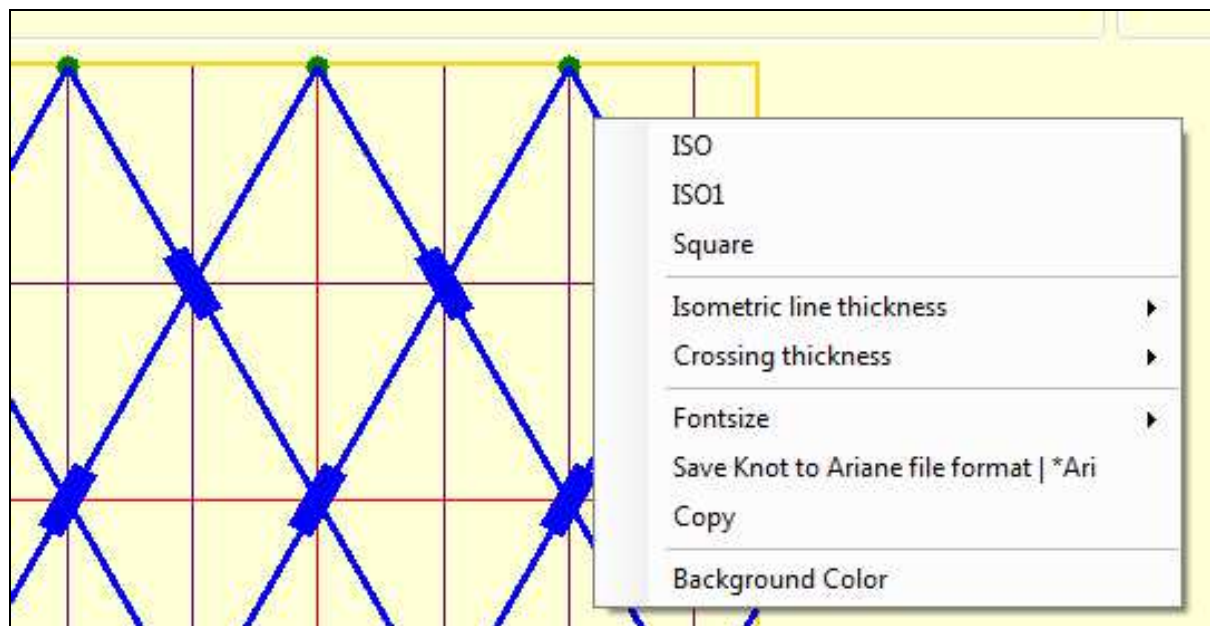 ISO
ISO1
Square
Isometric line thickness
Crossing thickness
Fontsize
Save Knot to Ariane file format | *Ari
Copy
Background Color